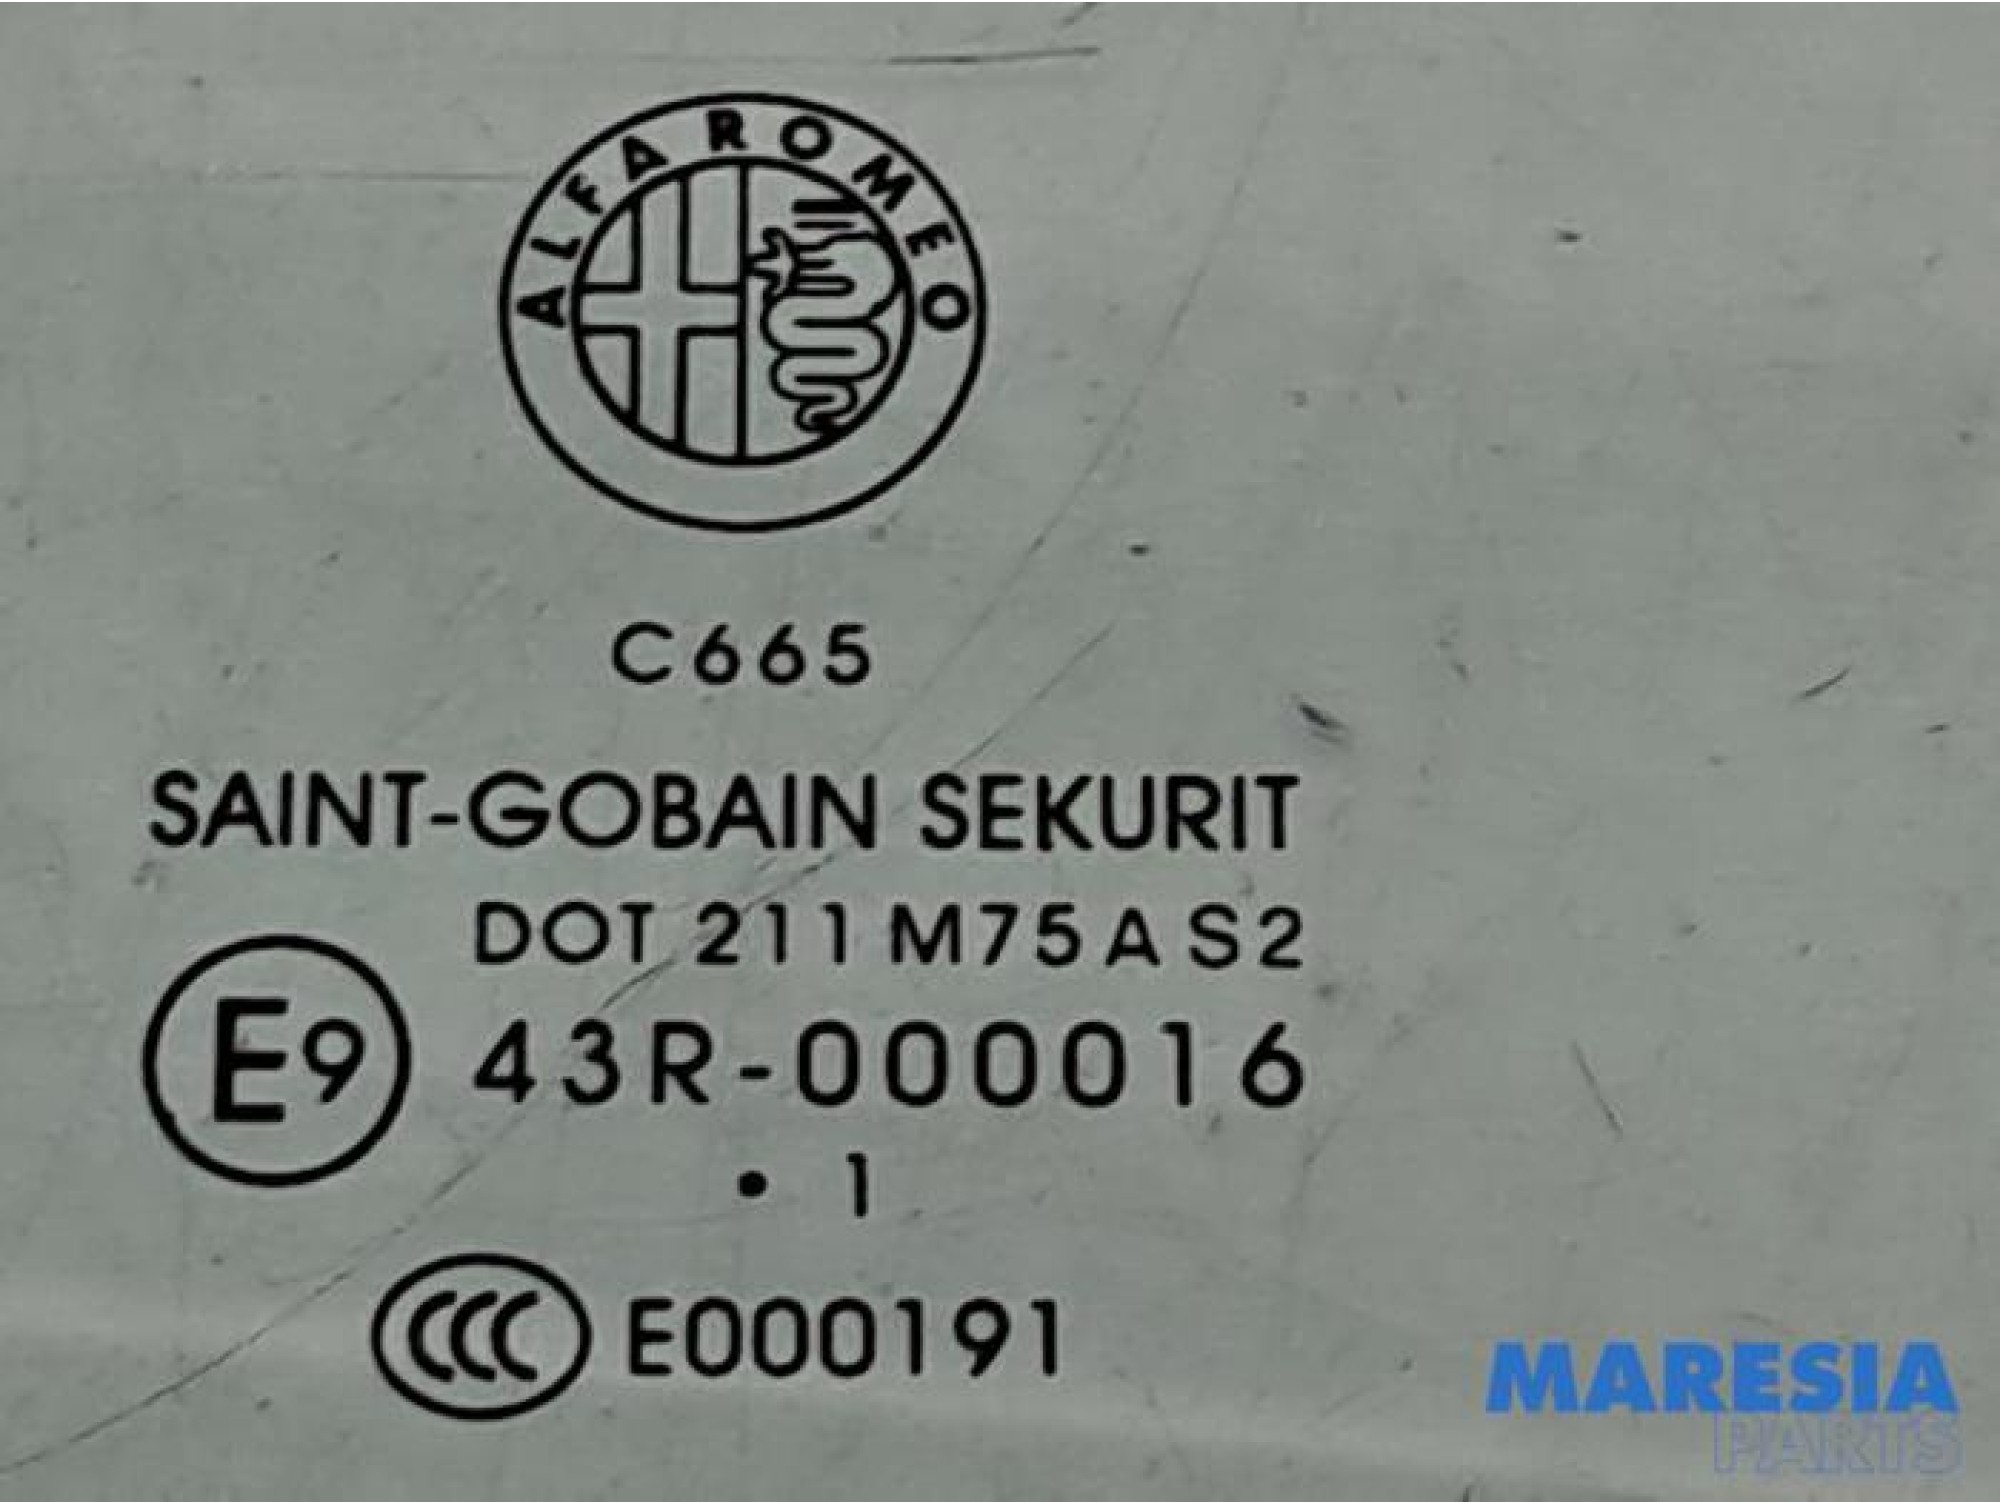 ALFA ROMEO
C665
SAINT-GOBAIN SEKURIT
DOT 211 M75 A S2
E9 43R-000016
• 1
CCC E000191
MARESIA
PARTS